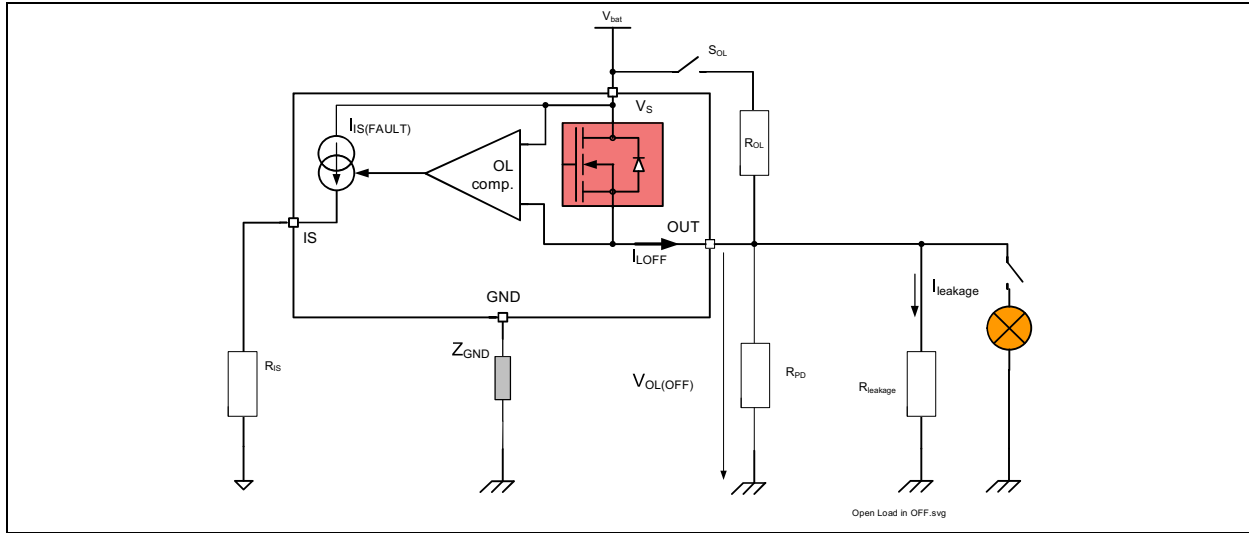 Vbat
SOL
VS
IIS(FAULT)
ROL
OL
comp.
OUT
IS
ILOFF
Ileakage
GND
ZGND
RIS
VOL(OFF)
RPD
Rleakage
Open Load in OFF.svg